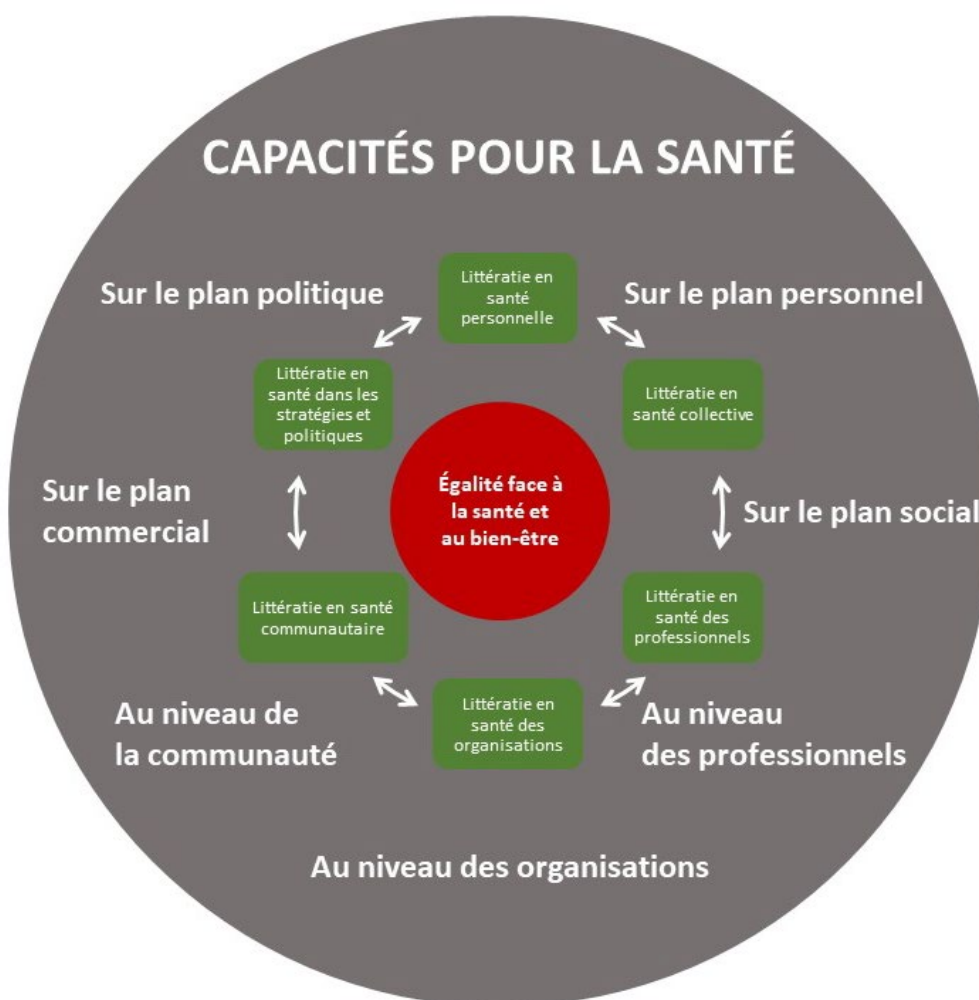 CAPACITÉS POUR LA SANTÉ
Sur le plan politique
Littératie en
santé
personnelle
Sur le plan personnel
Littératie en
santé dans les
stratégies et
politiques
Littératie en
santé collective
Sur le plan
commercial
Égalité face à
la santé et
au bien-être
Sur le plan social
Littératie en santé
communautaire
Littératie en
santé des
professionnels
Au niveau de
la communauté
Littératie en
santé des
organisations
Au niveau
des professionnels
Au niveau des organisations